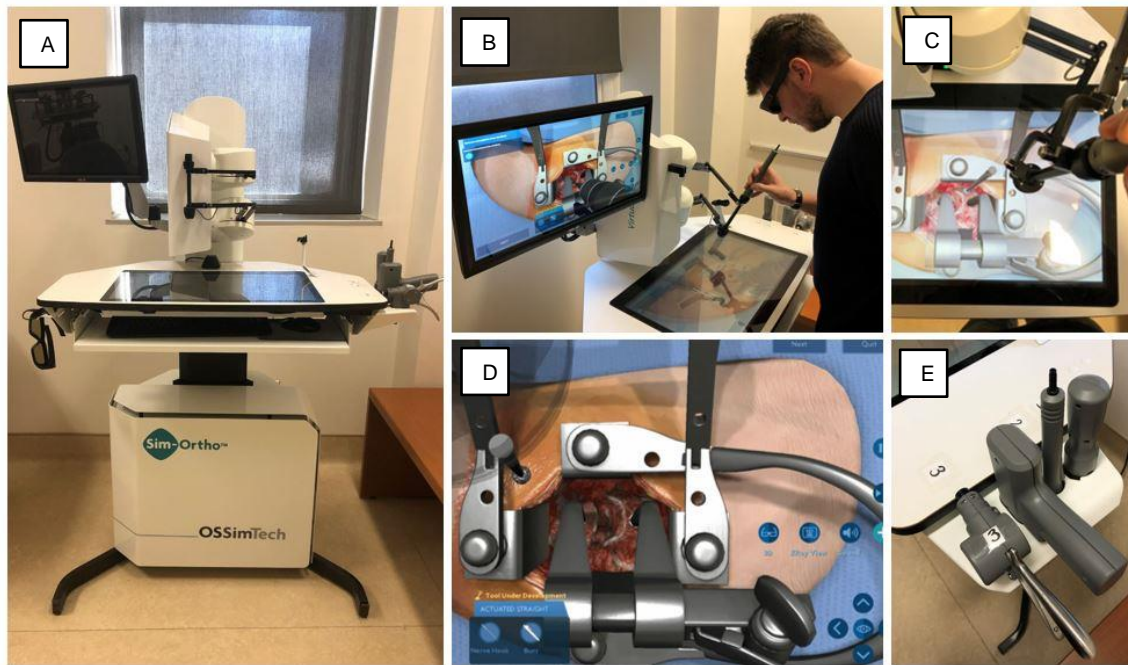 A
B
C
D
E
Sim-Ortho™
OSSimTech
Next
Quit
3D
XRay View
Tool Under Development
ACTUATED STRAIGHT
Nerve Hook
Burr
3
3